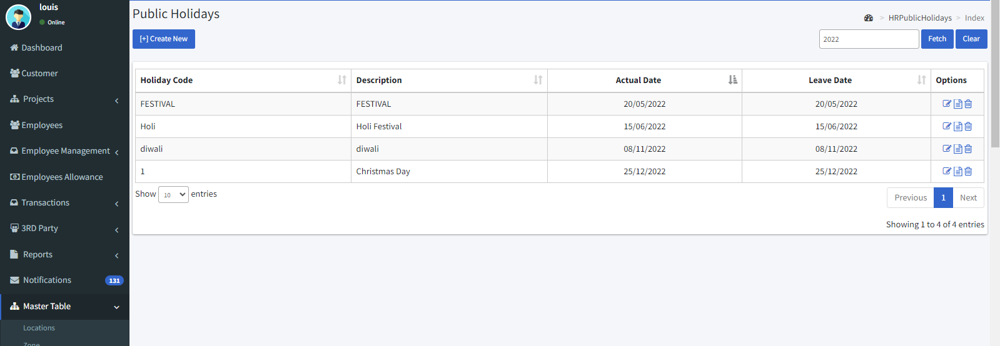 louis
Online
Dashboard
Customer
Projects
Employees
Employee Management
Employees Allowance
Transactions
3RD Party
Reports
Notifications 131
Master Table
Locations
Zone
Public Holidays
> HRPublicHolidays > Index
[+] Create New
2022 Fetch Clear
Holiday Code Description Actual Date Leave Date Options
FESTIVAL FESTIVAL 20/05/2022 20/05/2022
Holi Holi Festival 15/06/2022 15/06/2022
diwali diwali 08/11/2022 08/11/2022
1 Christmas Day 25/12/2022 25/12/2022
Show 10 entries
Previous 1 Next
Showing 1 to 4 of 4 entries